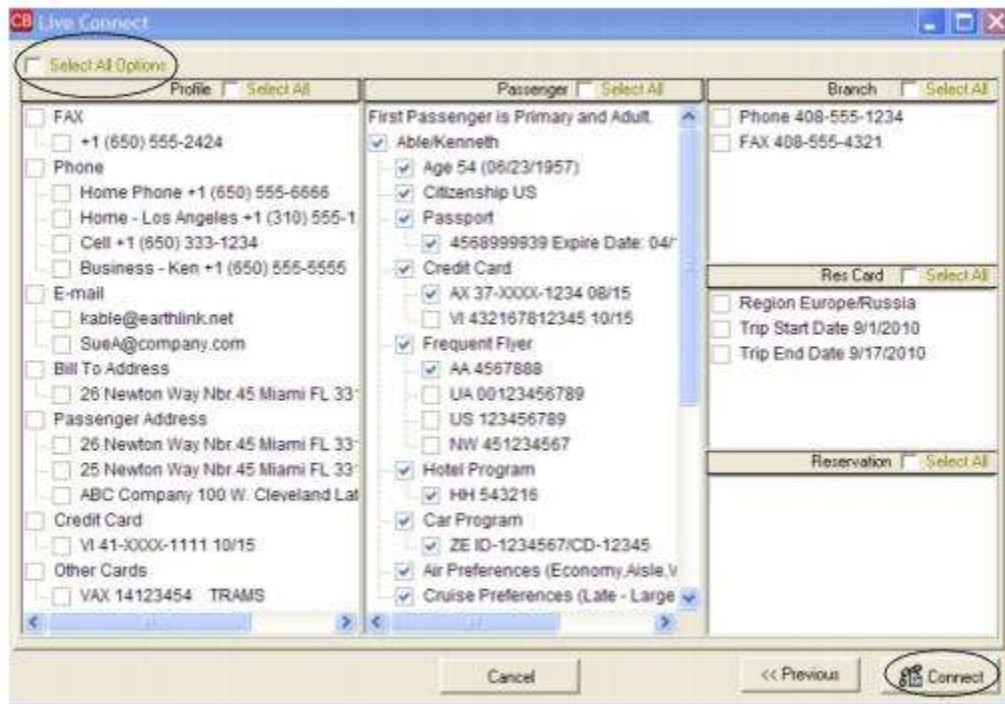 CB Live Connect
Select All Options
Profile Select All
FAX
+1 (650) 555-2424
Phone
Home Phone +1 (650) 555-6666
Home - Los Angeles +1 (310) 555-1
Cell +1 (650) 333-1234
Business - Ken +1 (650) 555-5555
E-mail
kable@earthlink.net
SueA@company.com
Bill To Address
26 Newton Way Nbr.45 Miami FL 331
Passenger Address
26 Newton Way Nbr.45 Miami FL 331
25 Newton Way Nbr.45 Miami FL 331
ABC Company 100 W. Cleveland Lat
Credit Card
VI 41-XXXX-1111 10/15
Other Cards
VAX 14123454 TRAMS
Passenger Select All
First Passenger is Primary and Adult.
Able/Kenneth
Age 54 (06/23/1957)
Citizenship US
Passport
4568999939 Expire Date: 04/
Credit Card
AX 37-XXXX-1234 08/15
VI 432167812345 10/15
Frequent Flyer
AA 4567888
UA 00123456789
US 123456789
NW 451234567
Hotel Program
HH 543216
Car Program
ZE ID-1234567/CD-12345
Air Preferences (Economy,Aisle,V
Cruise Preferences (Late - Large
Branch Select All
Phone 408-555-1234
FAX 408-555-4321
Res Card Select All
Region Europe/Russia
Trip Start Date 9/1/2010
Trip End Date 9/17/2010
Reservation Select All
Cancel
<< Previous
Connect